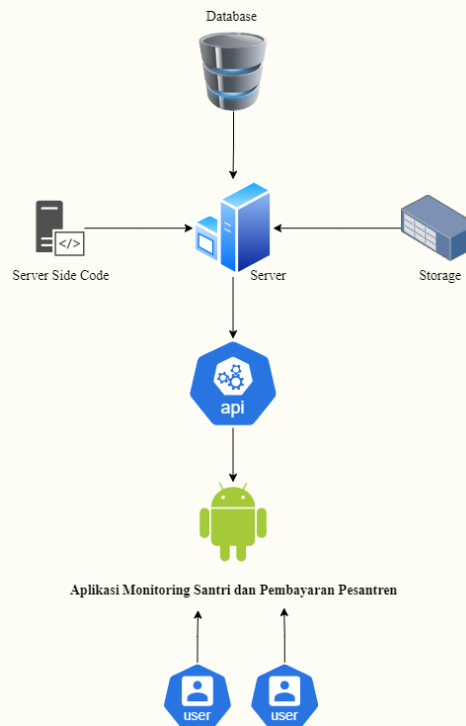 Database
Server Side Code
Server
Storage
api
Aplikasi Monitoring Santri dan Pembayaran Pesantren
user
user